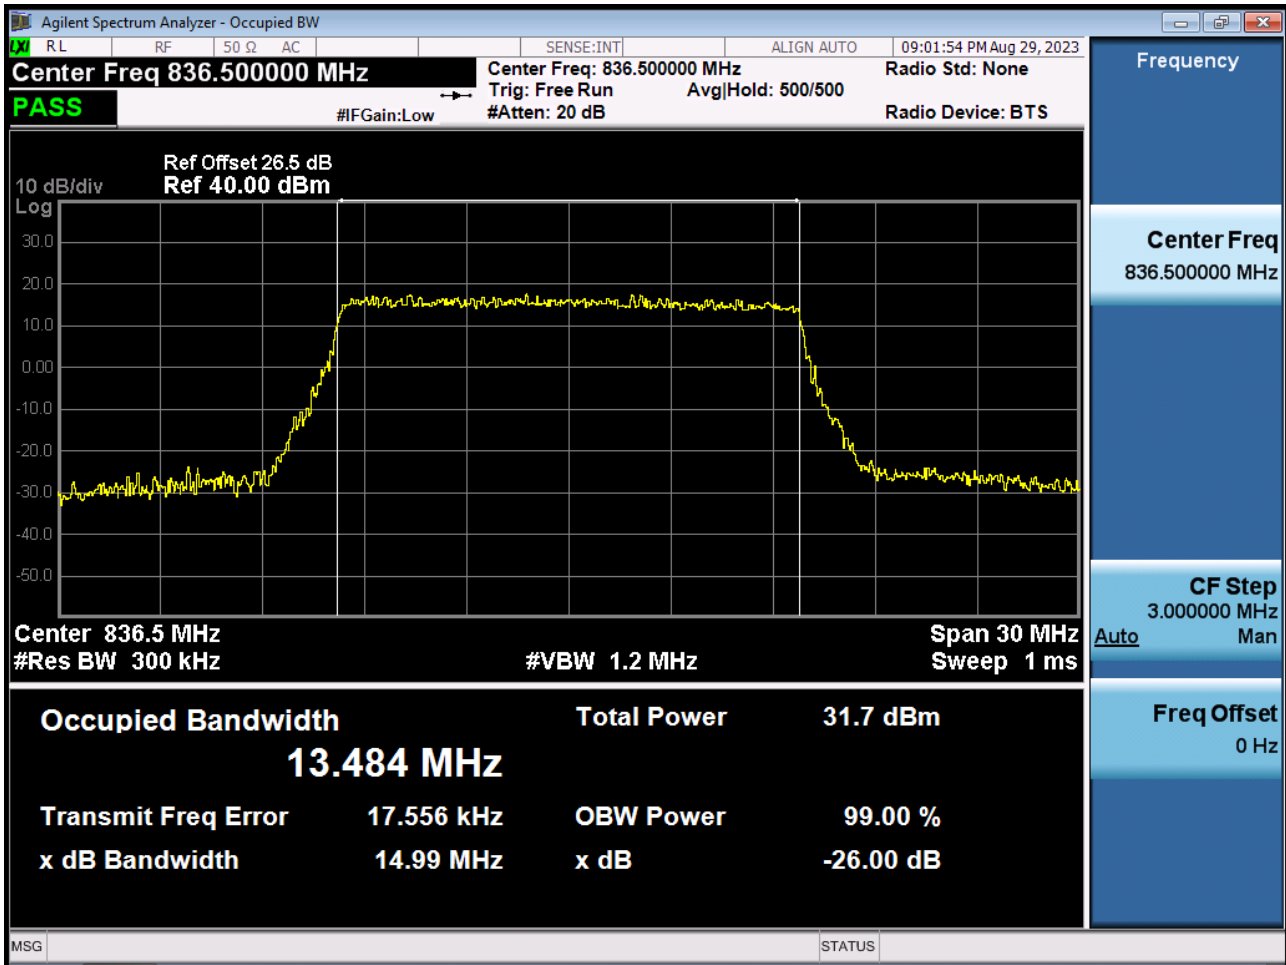 Agilent Spectrum Analyzer - Occupied BW
LXI RL RF 50 Ω AC SENSE:INT ALIGN AUTO 09:01:54 PM Aug 29, 2023
Center Freq 836.500000 MHz
Center Freq: 836.500000 MHz
Radio Std: None
Trig: Free Run
Avg|Hold: 500/500
PASS
#IFGain:Low
#Atten: 20 dB
Radio Device: BTS
Ref Offset 26.5 dB
10 dB/div
Ref 40.00 dBm
Log
30.0
20.0
10.0
0.00
-10.0
-20.0
-30.0
-40.0
-50.0
Center 836.5 MHz
Span 30 MHz
#Res BW 300 kHz
#VBW 1.2 MHz
Sweep 1 ms
Occupied Bandwidth
Total Power 31.7 dBm
13.484 MHz
Transmit Freq Error 17.556 kHz
OBW Power 99.00 %
x dB Bandwidth 14.99 MHz
x dB -26.00 dB
MSG
STATUS
Frequency
Center Freq
836.500000 MHz
CF Step
3.000000 MHz
Auto Man
Freq Offset
0 Hz